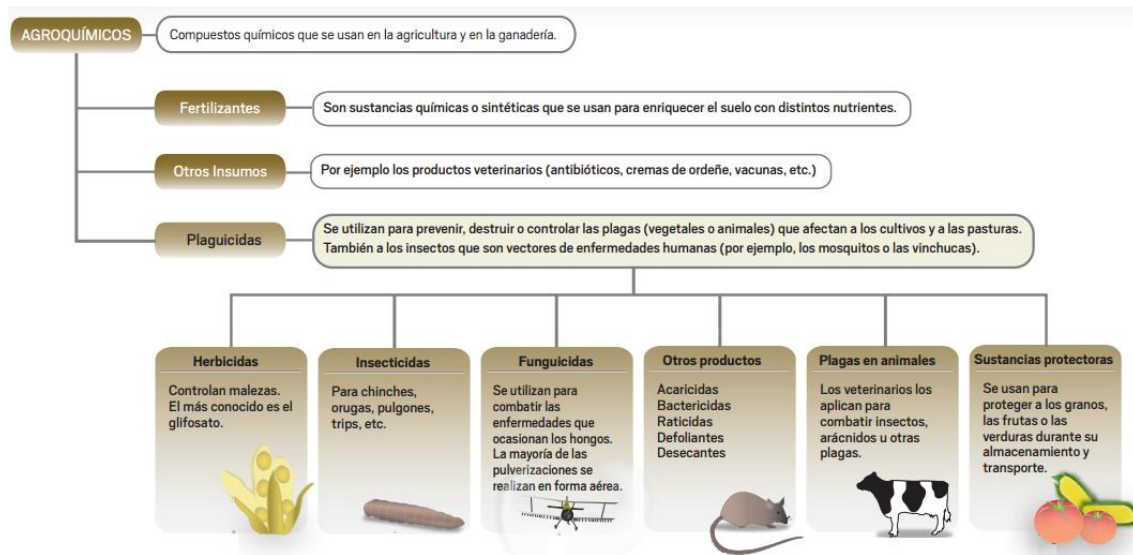 AGROQUÍMICOS
Compuestos químicos que se usan en la agricultura y en la ganadería.
Fertilizantes
Son sustancias químicas o sintéticas que se usan para enriquecer el suelo con distintos nutrientes.
Otros Insumos
Por ejemplo los productos veterinarios (antibióticos, cremas de ordeñe, vacunas, etc.)
Plaguicidas
Se utilizan para prevenir, destruir o controlar las plagas (vegetales o animales) que afectan a los cultivos y a las pasturas.
También a los insectos que son vectores de enfermedades humanas (por ejemplo, los mosquitos o las vinchucas).
Herbicidas
Controlan malezas.
El más conocido es el
glifosato.
Insecticidas
Para chinches,
orugas, pulgones,
trips, etc.
Funguicidas
Se utilizan para
combatir las
enfermedades que
ocasionan los hongos.
La mayoría de las
pulverizaciones se
realizan en forma aérea.
Otros productos
Acaricidas
Bactericidas
Raticidas
Defoliantes
Desecantes
Plagas en animales
Los veterinarios los
aplican para
combatir insectos,
arácnidos u otras
plagas.
Sustancias protectoras
Se usan para
proteger a los granos,
las frutas o las
verduras durante su
almacenamiento y
transporte.